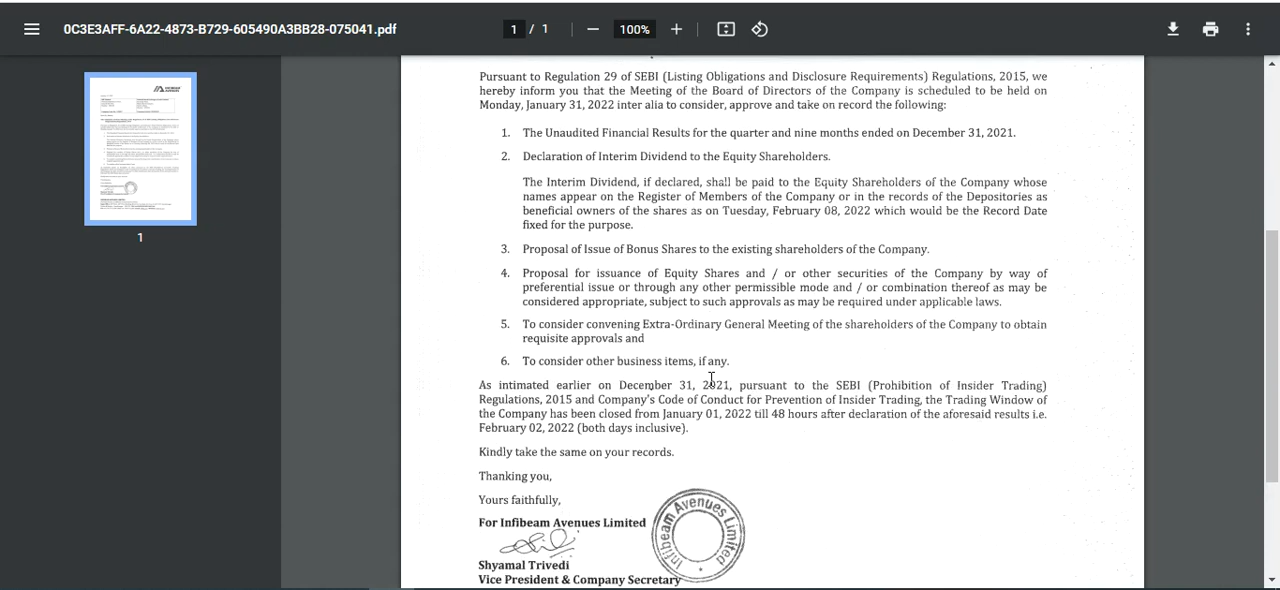 0C3E3AFF-6A22-4873-B729-605490A3BB28-075041.pdf
1 / 1
100%
Pursuant to Regulation 29 of SEBI (Listing Obligations and Disclosure Requirements) Regulations, 2015, we
hereby inform you that the Meeting of the Board of Directors of the Company is scheduled to be held on
Monday, January 31, 2022 inter alia to consider, approve and take record the following:
1. The Unaudited Financial Results for the quarter and nine months ended on December 31, 2021.
2. Declaration of Interim Dividend to the Equity Shareholders.
The Interim Dividend, if declared, shall be paid to the Equity Shareholders of the Company whose
names appear on the Register of Members of the Company or in the records of the Depositories as
beneficial owners of the shares as on Tuesday, February 08, 2022 which would be the Record Date
fixed for the purpose.
3. Proposal of Issue of Bonus Shares to the existing shareholders of the Company.
4. Proposal for issuance of Equity Shares and / or other securities of the Company by way of
preferential issue or through any other permissible mode and / or combination thereof as may be
considered appropriate, subject to such approvals as may be required under applicable laws.
5. To consider convening Extra-Ordinary General Meeting of the shareholders of the Company to obtain
requisite approvals and
6. To consider other business items, if any.
As intimated earlier on December 31, 2021, pursuant to the SEBI (Prohibition of Insider Trading)
Regulations, 2015 and Company's Code of Conduct for Prevention of Insider Trading, the Trading Window of
the Company has been closed from January 01, 2022 till 48 hours after declaration of the aforesaid results i.e.
February 02, 2022 (both days inclusive).
Kindly take the same on your records.
Thanking you,
Yours faithfully,
For Infibeam Avenues Limited
Infibeam Avenues Limited
Shyamal Trivedi
Vice President & Company Secretary
1